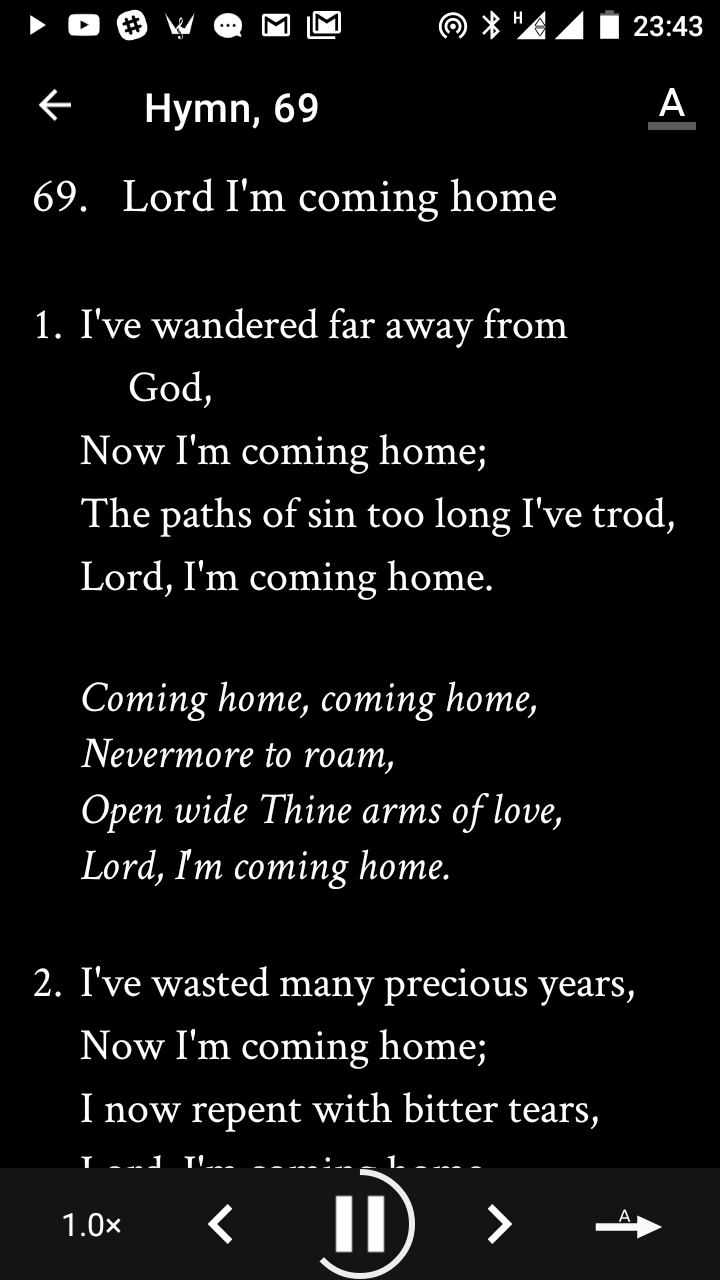 H 23:43
Hymn, 69 A
69. Lord I'm coming home
1. I've wandered far away from
God,
Now I'm coming home;
The paths of sin too long I've trod,
Lord, I'm coming home.
Coming home, coming home,
Nevermore to roam,
Open wide Thine arms of love,
Lord, I'm coming home.
2. I've wasted many precious years,
Now I'm coming home;
I now repent with bitter tears,
Lord, I'm coming home
1.0× A